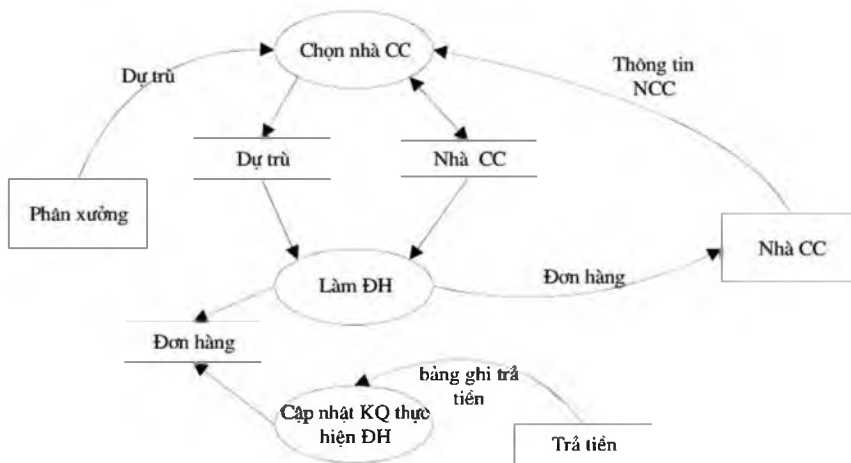 Chọn nhà CC
Dự trù
Thông tin
NCC
Dự trù
Nhà CC
Phân xưởng
Nhà CC
Làm ĐH
Đơn hàng
Đơn hàng
bảng ghi trả
tiền
Cập nhật KQ thực
hiện ĐH
Trả tiền